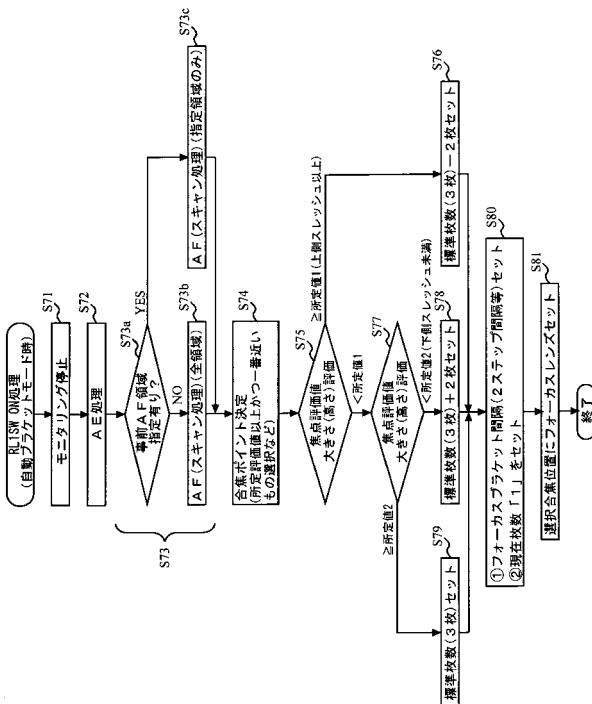 RL1SW ON処理
(自動ブラケットモード時)
S71
モニタリング停止
S72
AE処理
S73
S73a
事前AF領域
指定有り?
YES
NO
S73b
AF(スキャン処理)(全領域)
S73c
AF(スキャン処理)(指定領域のみ)
S74
合焦ポイント決定
(所定評価値以上かつ一番近い
もの選択など)
S75
焦点評価値
大きさ(高さ)評価
≧所定値1(上側スレッシュ以上)
<所定値1
S76
標準枚数(3枚)−2枚セット
S77
焦点評価値
大きさ(高さ)評価
<所定値2(下側スレッシュ未満)
≧所定値2
S78
標準枚数(3枚)+2枚セット
S79
標準枚数(3枚)セット
S80
①フォーカスブラケット間隔(2ステップ間隔等)セット
②現在枚数「1」をセット
S81
選択合焦位置にフォーカスレンズセット
終了